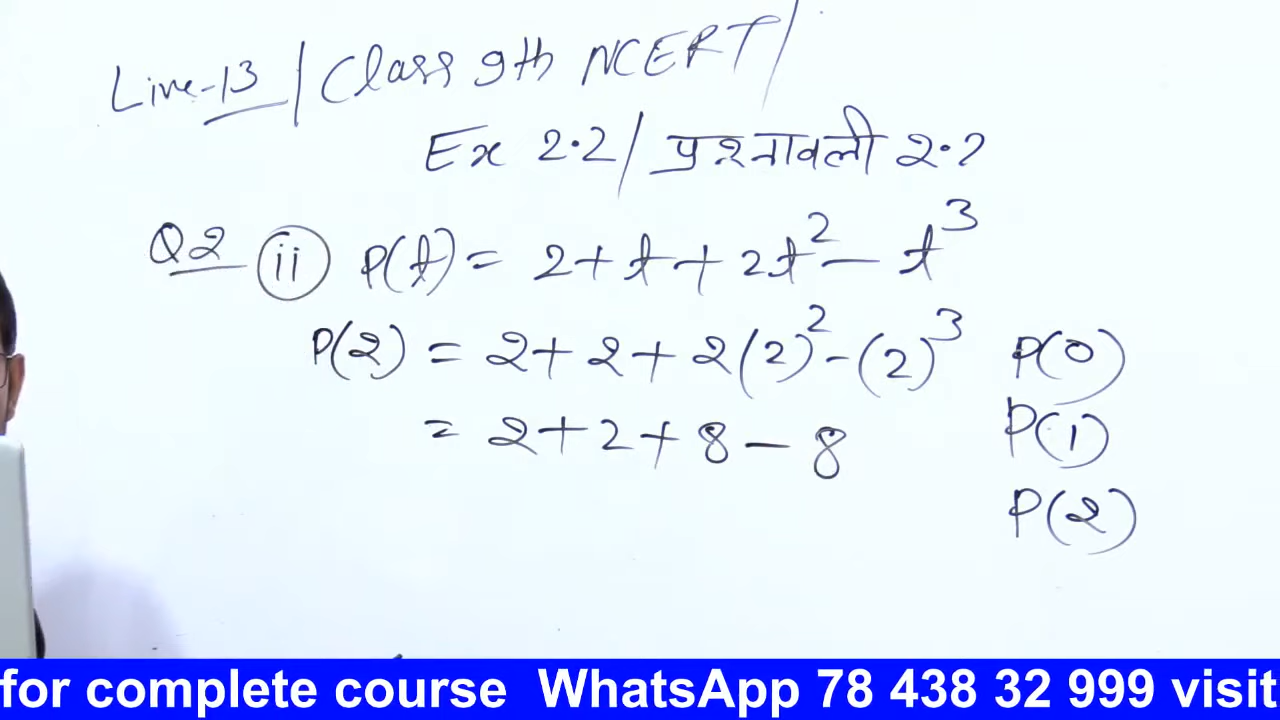 Live-13 / Class 9th NCERT /
Ex 2.2 / प्रश्नावली 2.2
Q2 (ii) P(t) = 2 + t + 2t² - t³
P(2) = 2 + 2 + 2(2)² - (2)³ P(0)
= 2 + 2 + 8 - 8 P(1)
P(2)
for complete course WhatsApp 78 438 32 999 visit